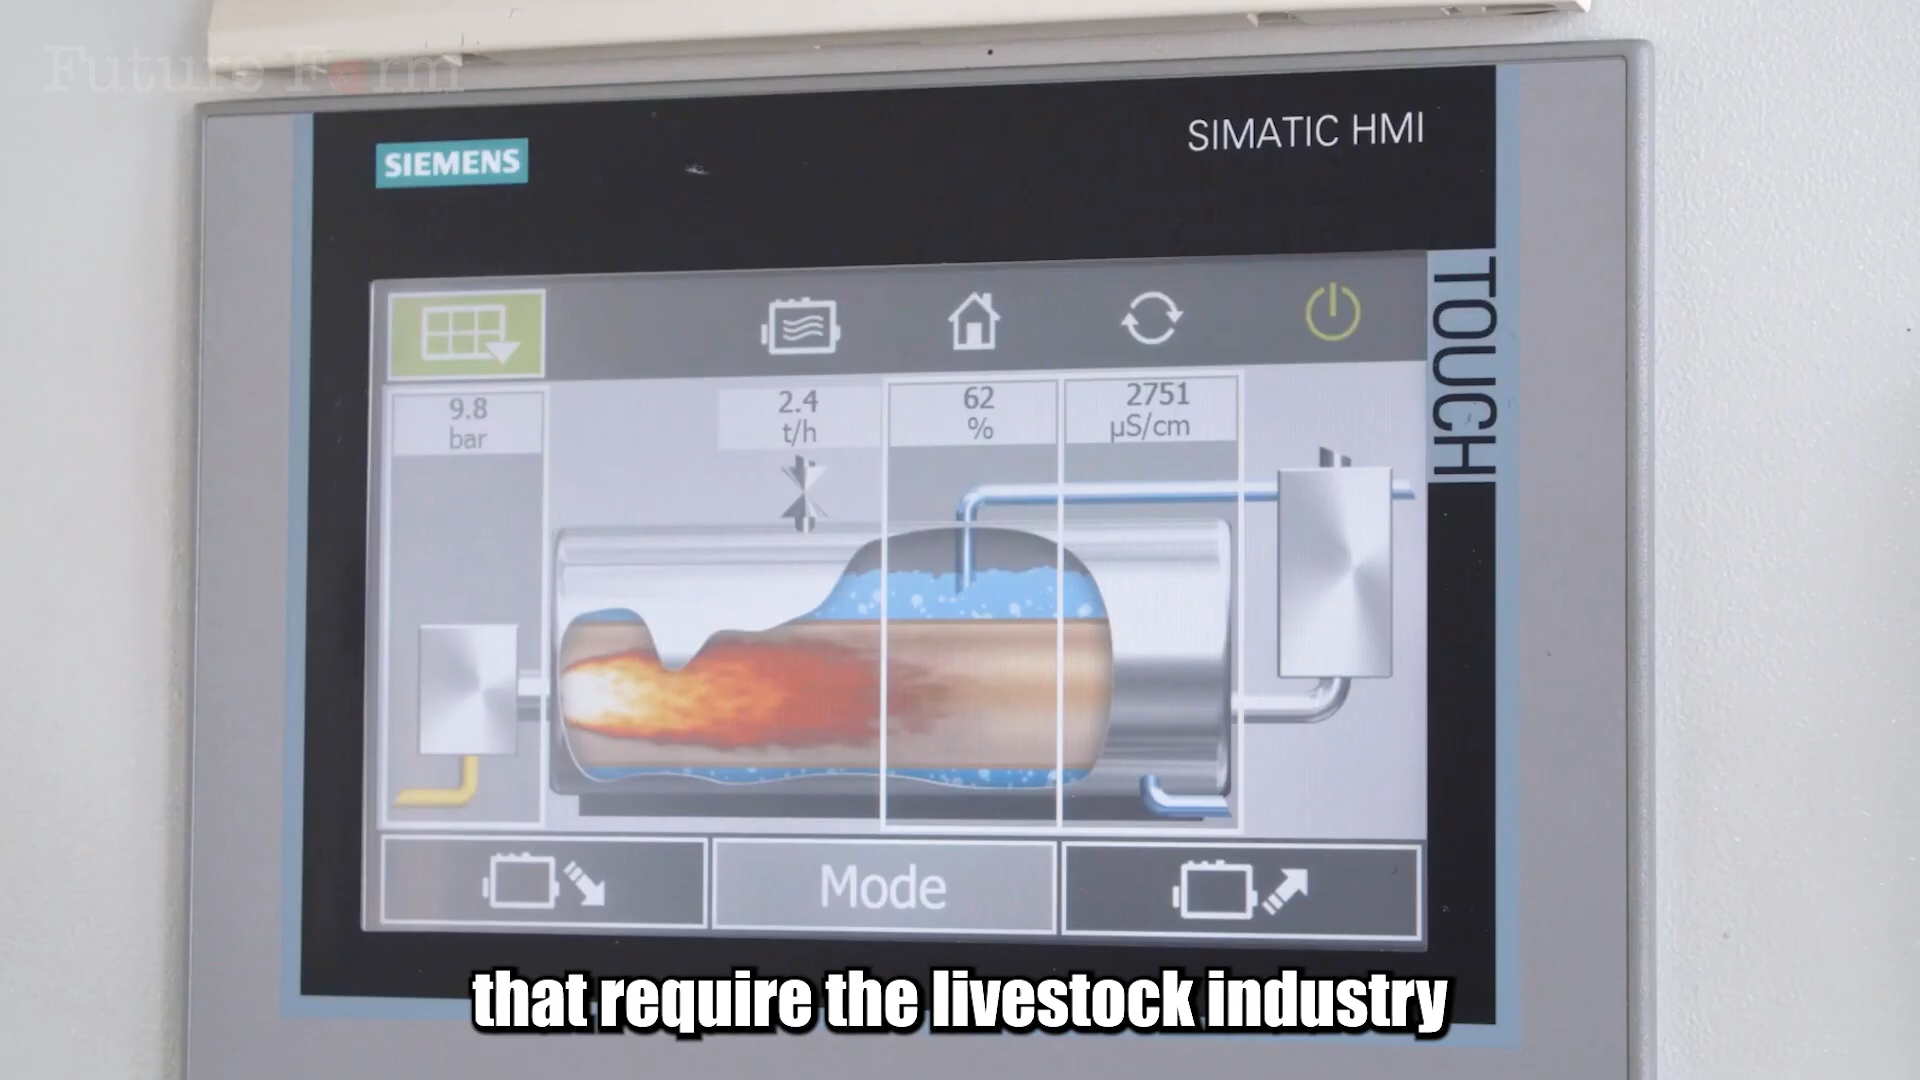 Future Farm
SIEMENS
SIMATIC HMI
TOUCH
9.8
bar
2.4
t/h
62
%
2751
µS/cm
Mode
that require the livestock industry